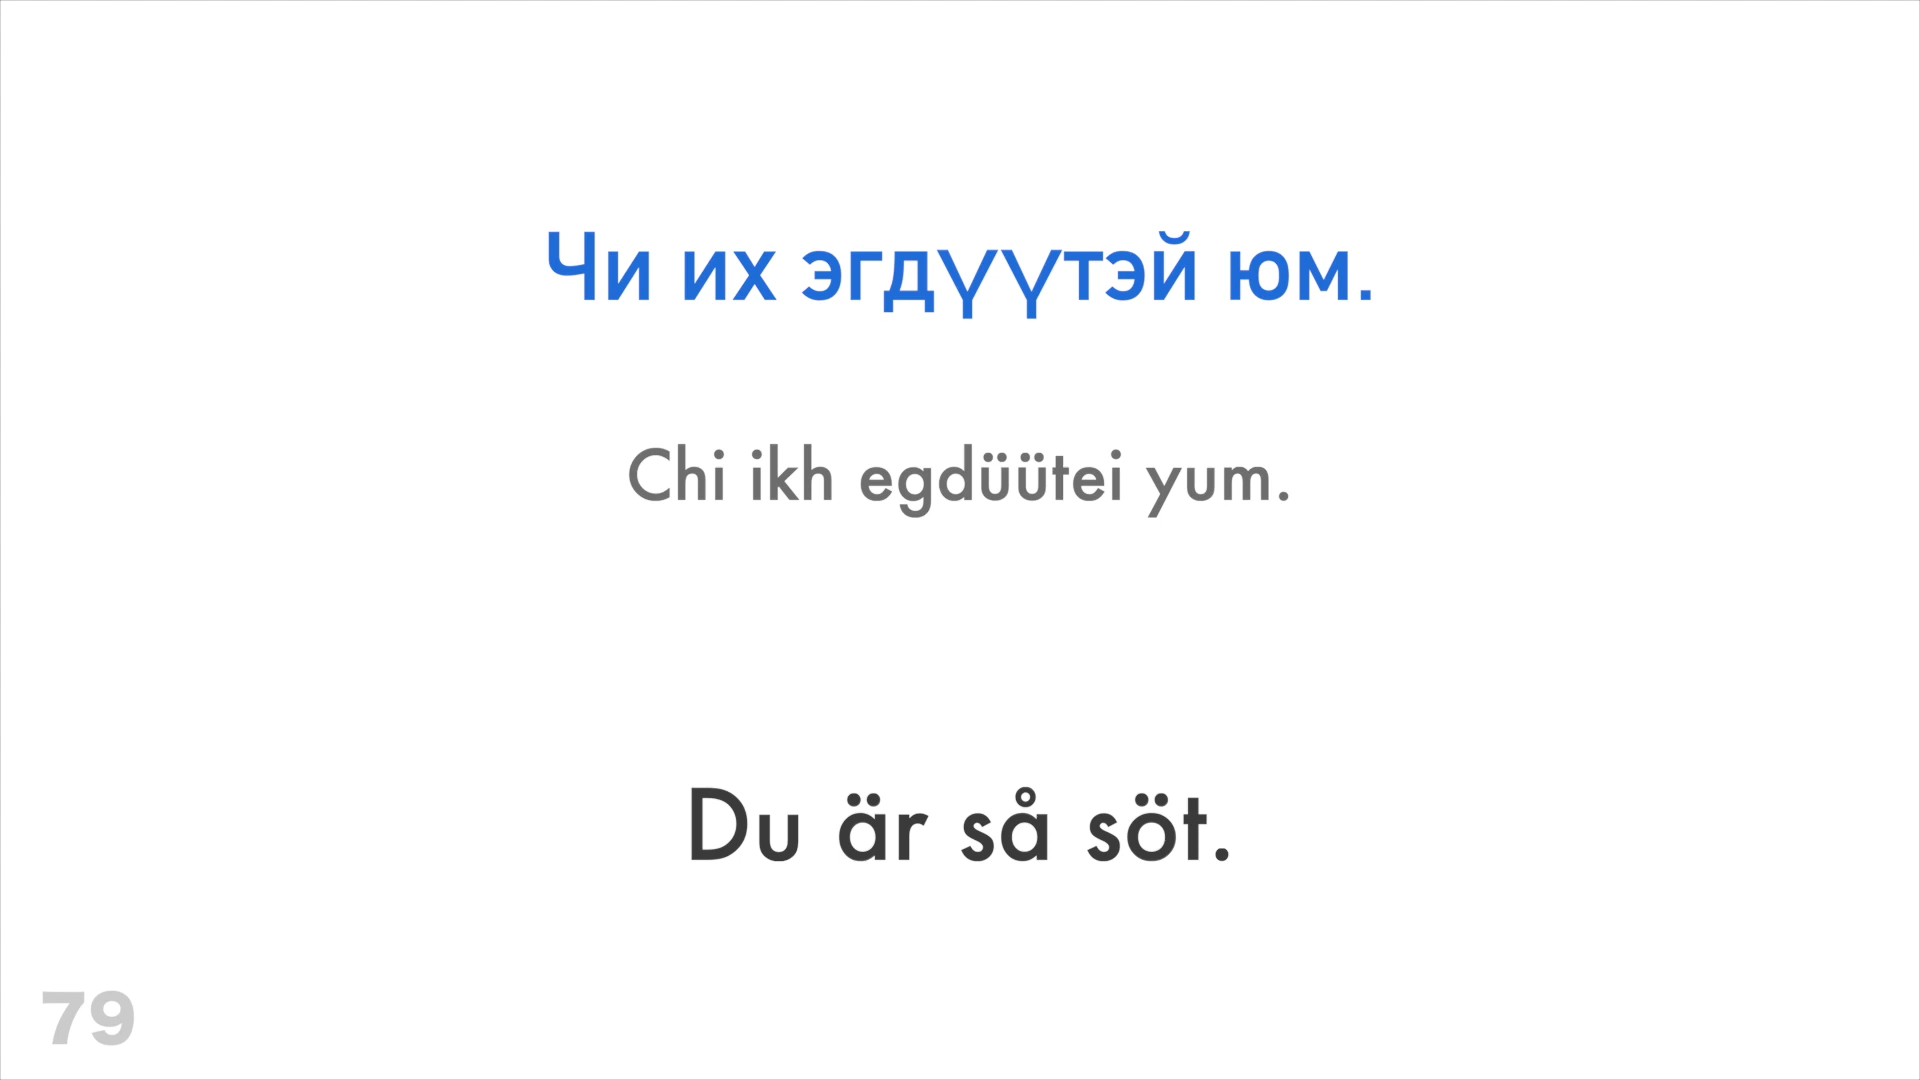 Чи их эгдүүтэй юм.
Chi ikh egdüütei yum.
Du är så söt.
79